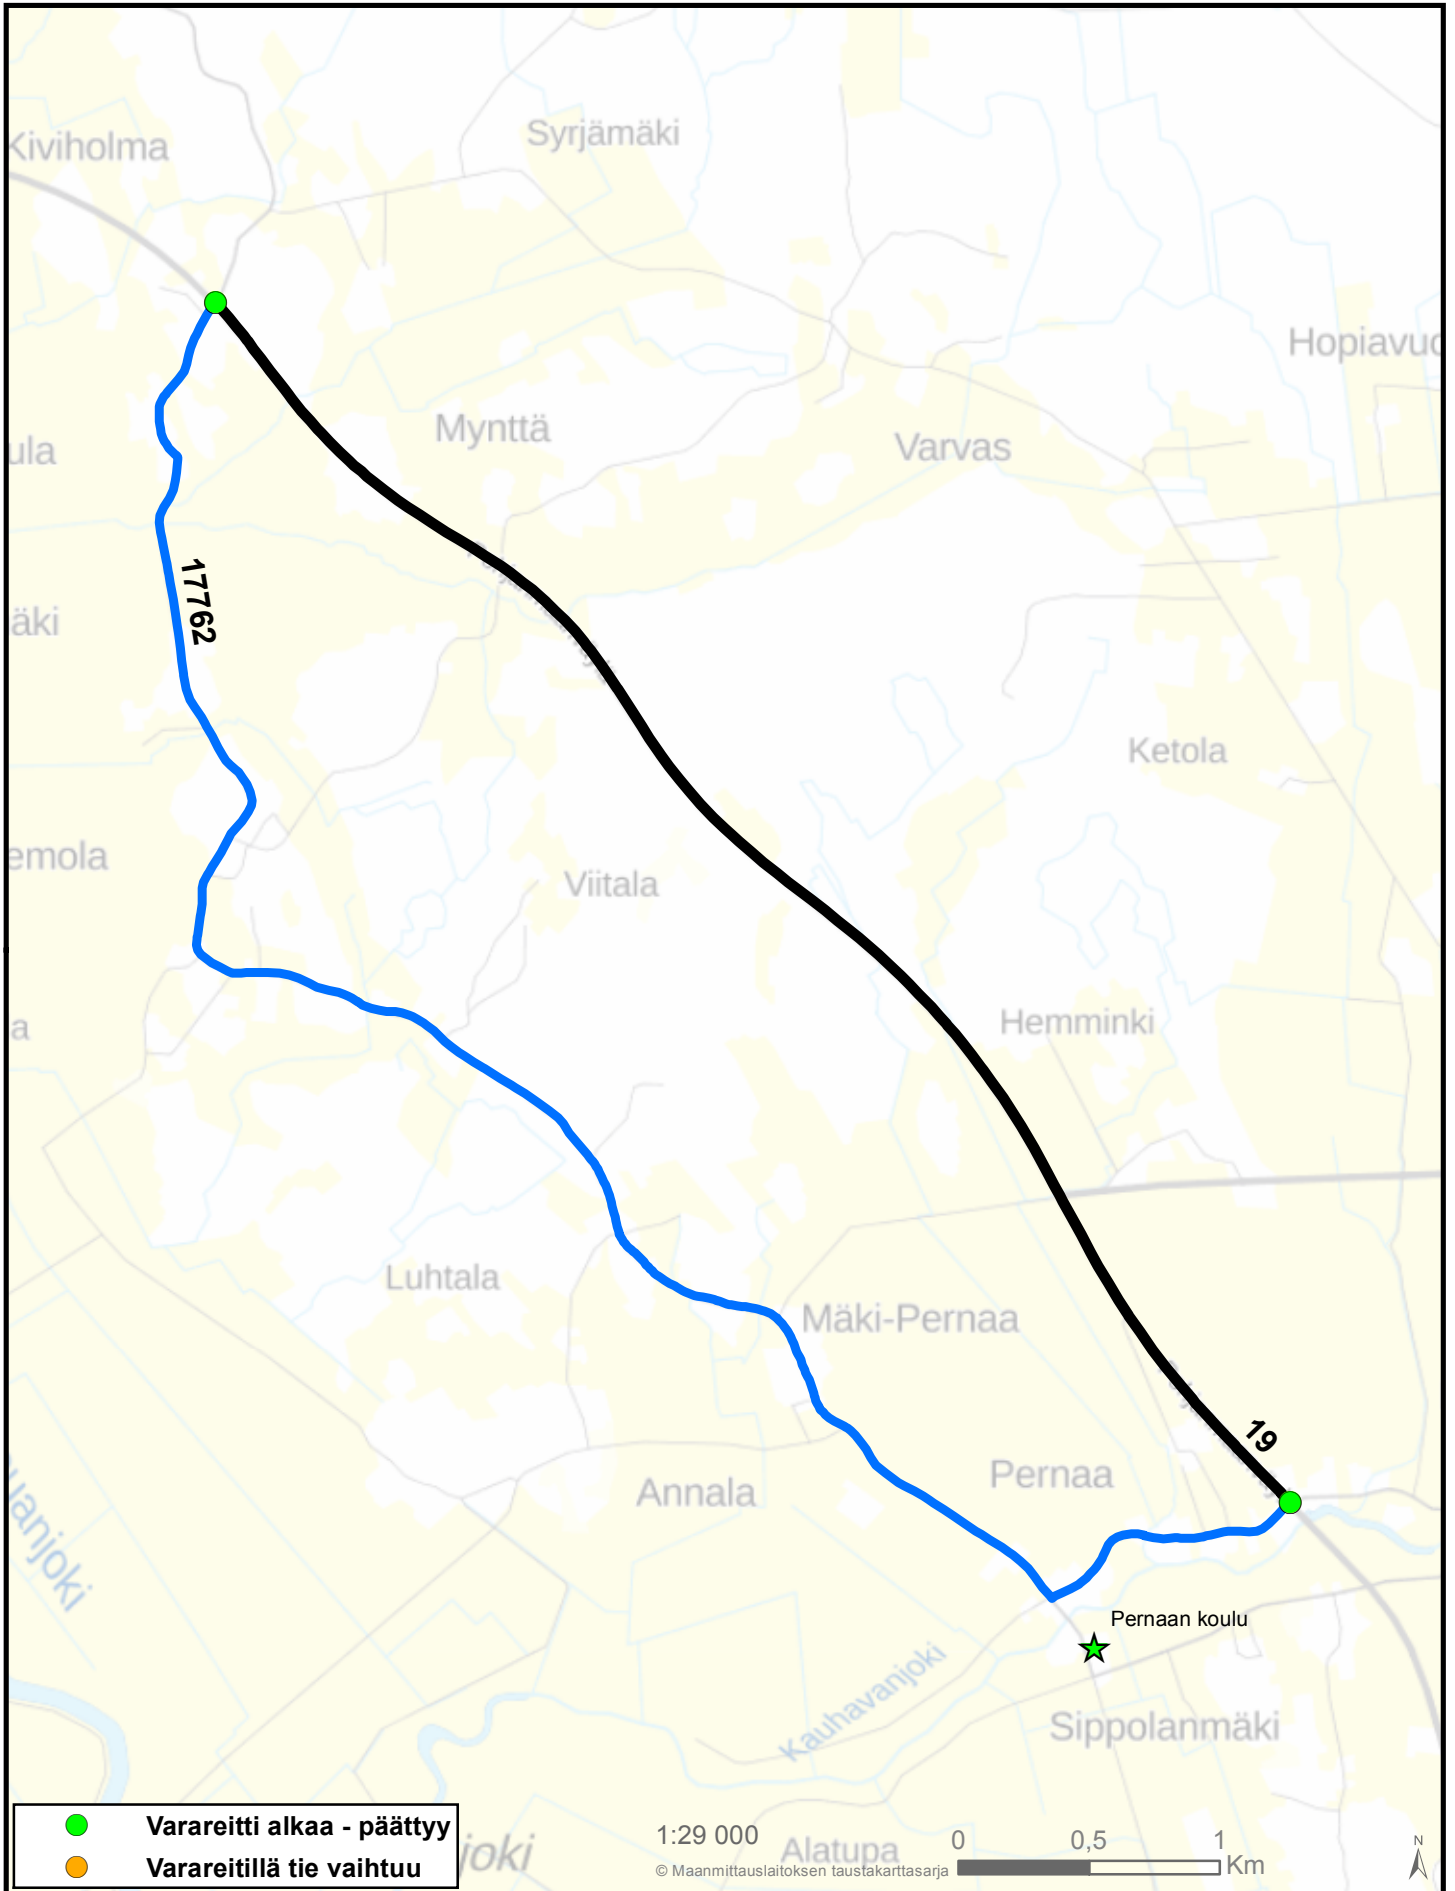 Syrjämäki
Kiviholma
Hopiavuo
Mynttä
Varvas
ula
17762
äki
Ketola
emola
Viitala
Hemminki
a
Luhtala
Mäki-Pernaa
19
Pernaa
Annala
uanjoki
Pernaan koulu
Kauhavanjoki
Sippolanmäki
Varareitti alkaa - päättyy
Varareitillä tie vaihtuu
joki
1:29 000
© Maanmittauslaitoksen taustakarttasarja
Alatupa
0 0,5 1
Km
N